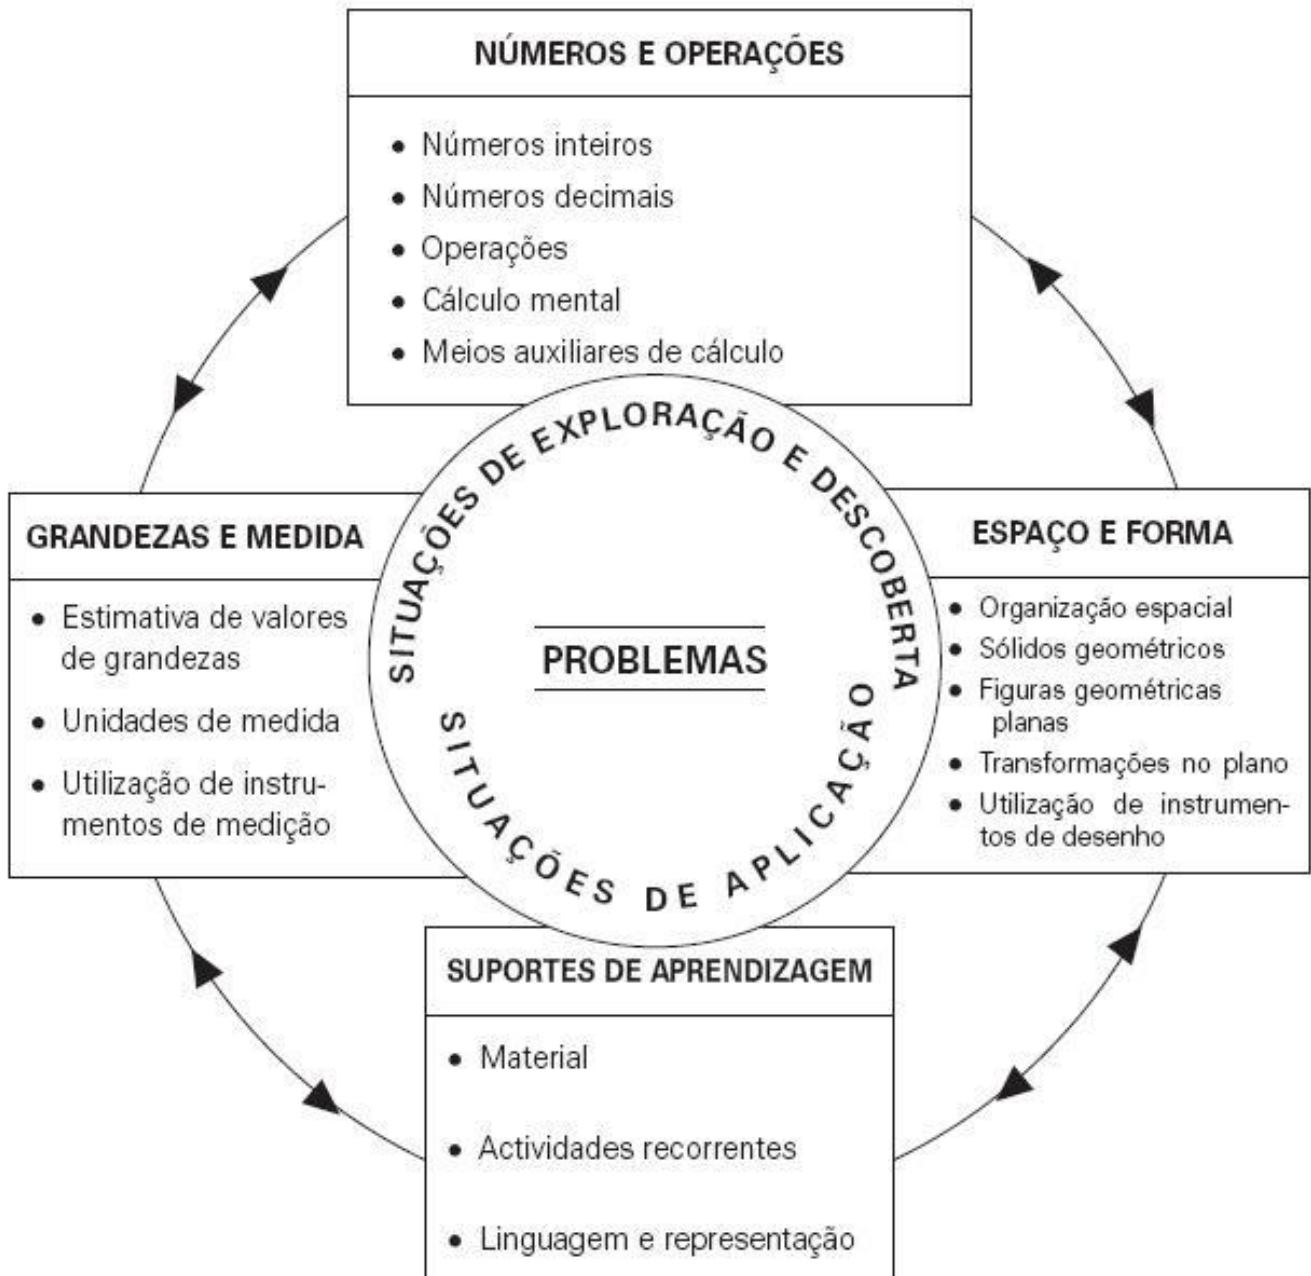 NÚMEROS E OPERAÇÕES
• Números inteiros
• Números decimais
• Operações
• Cálculo mental
• Meios auxiliares de cálculo
SITUAÇÕES DE EXPLORAÇÃO E DESCOBERTA
PROBLEMAS
SITUAÇÕES DE APLICAÇÃO
GRANDEZAS E MEDIDA
• Estimativa de valores
de grandezas
• Unidades de medida
• Utilização de instru-
mentos de medição
ESPAÇO E FORMA
• Organização espacial
• Sólidos geométricos
• Figuras geométricas
planas
• Transformações no plano
• Utilização de instrumen-
tos de desenho
SUPORTES DE APRENDIZAGEM
• Material
• Actividades recorrentes
• Linguagem e representação